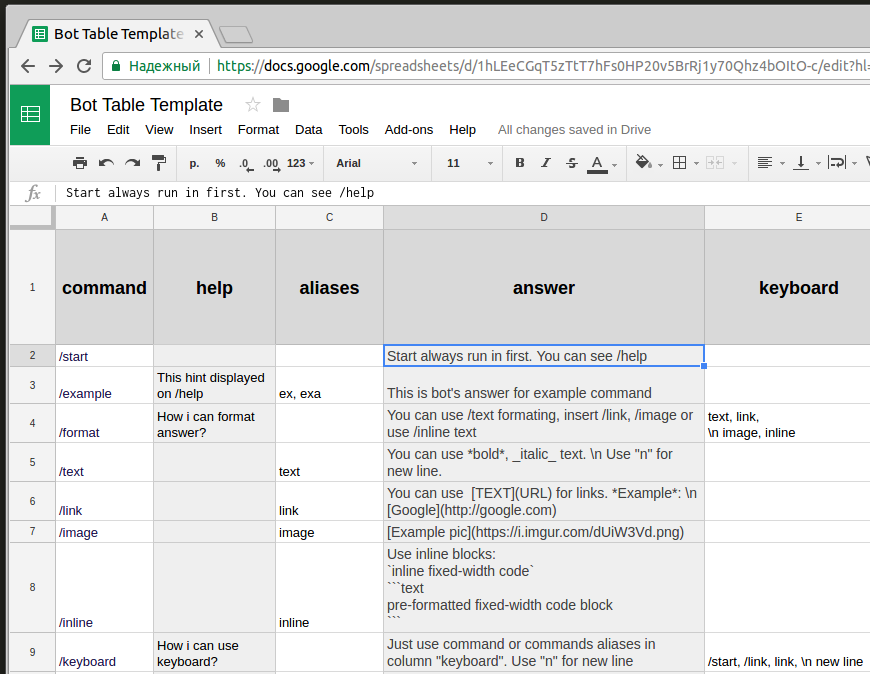 Bot Table Template
Надежный https://docs.google.com/spreadsheets/d/1hLEeCGqT5zTtT7hFs0HP20v5BrRj1y70Qhz4bOItO-c/edit?hl=
Bot Table Template
File Edit View Insert Format Data Tools Add-ons Help All changes saved in Drive
р. % .0 .00 123 Arial 11 B I S A
fx Start always run in first. You can see /help
A B C D E
1 command help aliases answer keyboard
2 /start Start always run in first. You can see /help
This hint displayed
3 /example on /help ex, exa This is bot's answer for example command
How i can format You can use /text formating, insert /link, /image or text, link,
4 /format answer? use /inline text \n image, inline
You can use *bold*, _italic_ text. \n Use "n" for
5 /text text new line.
You can use [TEXT](URL) for links. *Example*: \n
6 /link link [Google](http://google.com)
7 /image image [Example pic](https://i.imgur.com/dUiW3Vd.png)
Use inline blocks:
`inline fixed-width code`
8 ```text
pre-formatted fixed-width code block
/inline inline ```
How i can use Just use command or commands aliases in
9 /keyboard keyboard? column "keyboard". Use "n" for new line /start, /link, link, \n new line